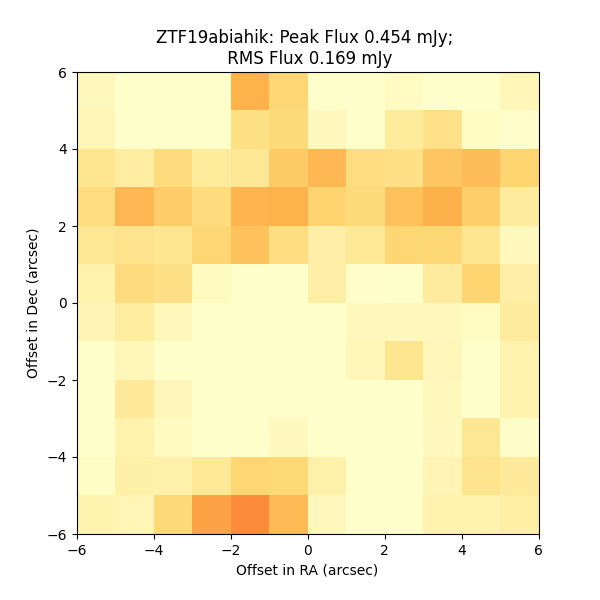 ZTF19abiahik: Peak Flux 0.454 mJy;
RMS Flux 0.169 mJy
6
4
2
0
−2
−4
−6
Offset in Dec (arcsec)
−6 −4 −2 0 2 4 6
Offset in RA (arcsec)